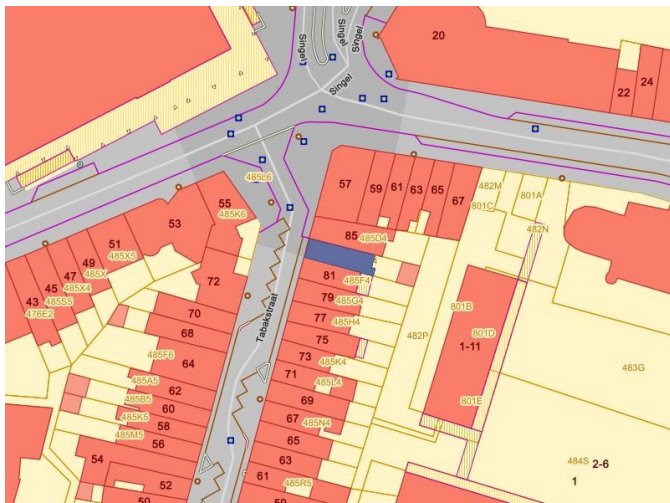 Singel
Singel
Singel
Singel
20
22
24
57
59
61
63
65
67
482M
801C
801A
482N
485L6
55
485K6
53
51
485X5
49
485X
47
485X4
45
485S5
43
476E2
85
485D4
81
485F4
79
485G4
77
485H4
75
73
485K4
71
485L4
69
67
485N4
65
63
61
485R5
59
72
70
68
485F6
64
485A5
62
485B5
60
485K5
58
485M5
56
54
52
50
Tabakstraat
482P
801B
801D
1-11
801E
483G
484S
2-6
1